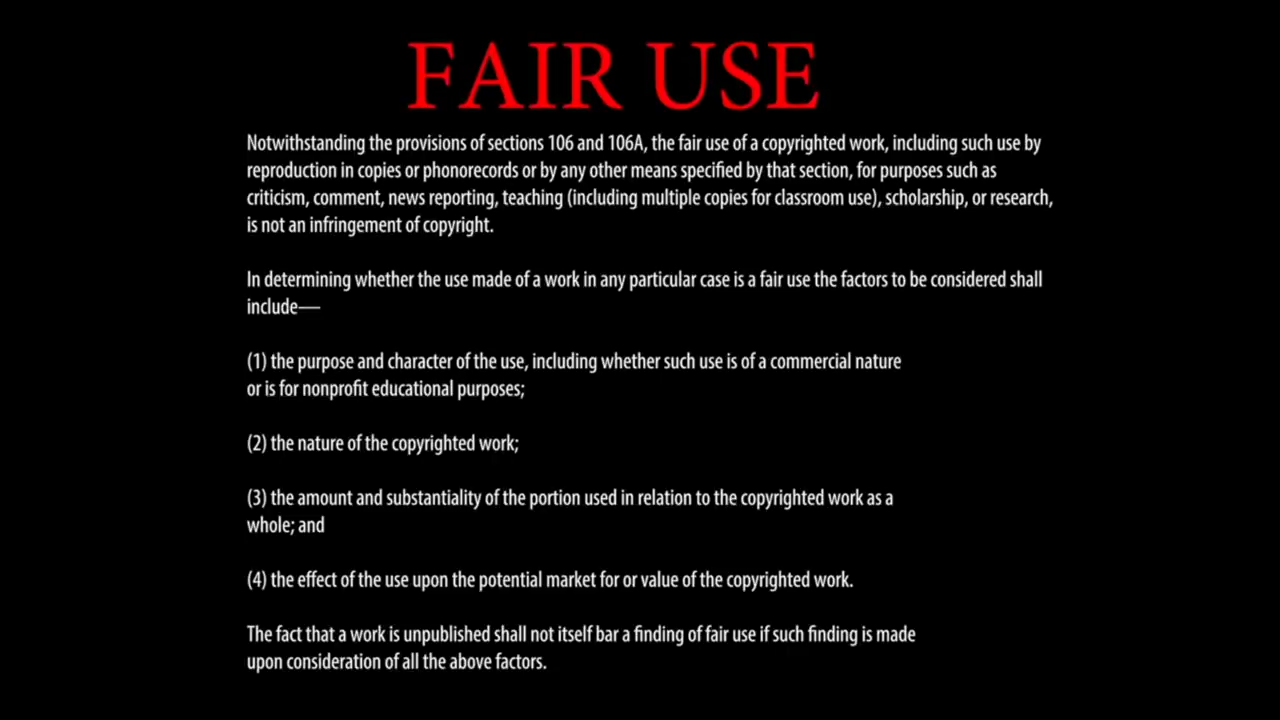 FAIR USE
Notwithstanding the provisions of sections 106 and 106A, the fair use of a copyrighted work, including such use by
reproduction in copies or phonorecords or by any other means specified by that section, for purposes such as
criticism, comment, news reporting, teaching (including multiple copies for classroom use), scholarship, or research,
is not an infringement of copyright.
In determining whether the use made of a work in any particular case is a fair use the factors to be considered shall
include—
(1) the purpose and character of the use, including whether such use is of a commercial nature
or is for nonprofit educational purposes;
(2) the nature of the copyrighted work;
(3) the amount and substantiality of the portion used in relation to the copyrighted work as a
whole; and
(4) the effect of the use upon the potential market for or value of the copyrighted work.
The fact that a work is unpublished shall not itself bar a finding of fair use if such finding is made
upon consideration of all the above factors.